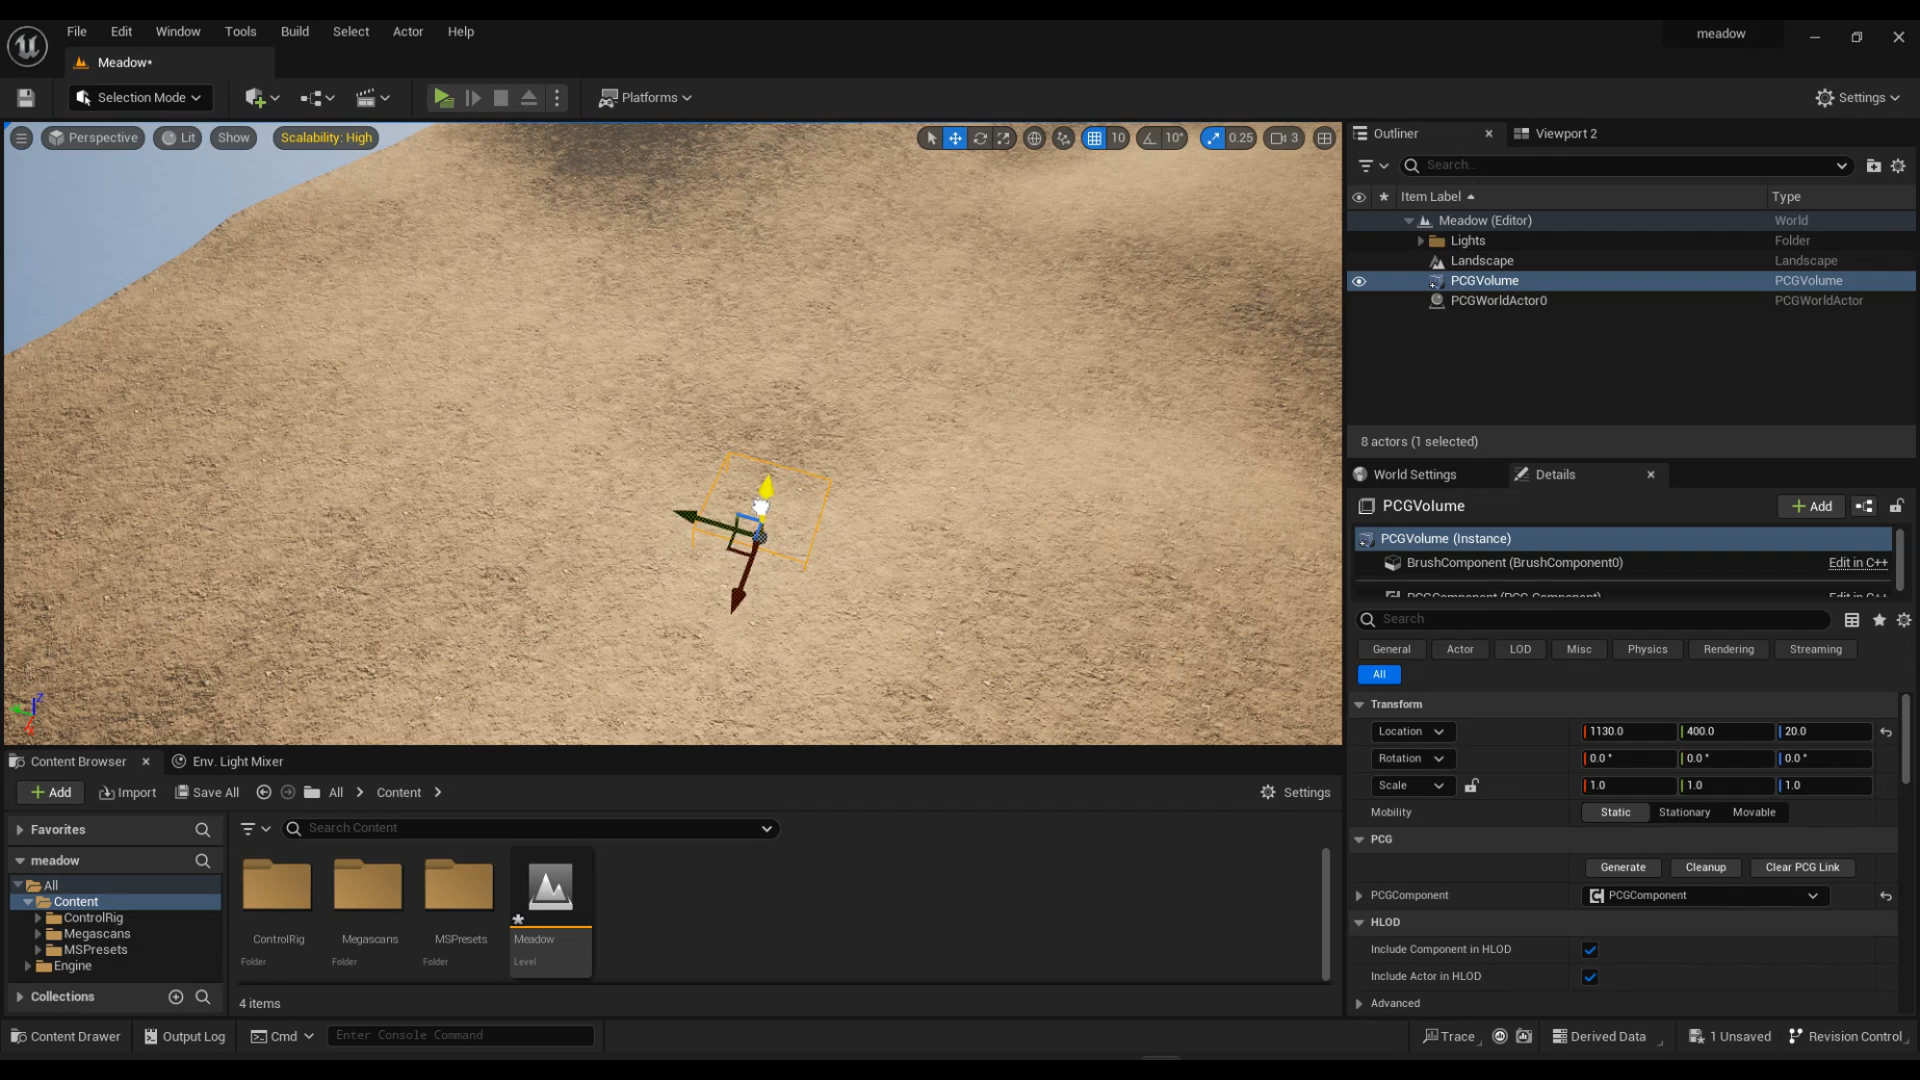 File Edit Window Tools Build Select Actor Help
meadow
Meadow*
Selection Mode
Platforms
Settings
Perspective Lit Show Scalability: High
10 10° 0.25 3
Outliner Viewport 2
Search...
Item Label Type
Meadow (Editor) World
Lights Folder
Landscape Landscape
PCGVolume PCGVolume
PCGWorldActor0 PCGWorldActor
8 actors (1 selected)
World Settings Details
PCGVolume Add
PCGVolume (Instance)
BrushComponent (BrushComponent0) Edit in C++
PCGComponent (PCG Component) Edit in C++
Search
General Actor LOD Misc Physics Rendering Streaming
All
Transform
Location 1130.0 400.0 20.0
Rotation 0.0 ° 0.0 ° 0.0 °
Scale 1.0 1.0 1.0
Mobility Static Stationary Movable
PCG
Generate Cleanup Clear PCG Link
PCGComponent PCGComponent
HLOD
Include Component in HLOD
Include Actor in HLOD
Advanced
Z
Content Browser Env. Light Mixer
Add Import Save All All Content Settings
Favorites
Search Content
meadow
All
Content
ControlRig
Megascans
MSPresets
Engine
Collections
ControlRig
Folder
Megascans
Folder
MSPresets
Folder
Meadow
Level
4 items
Content Drawer Output Log Cmd Enter Console Command
Trace Derived Data 1 Unsaved Revision Control